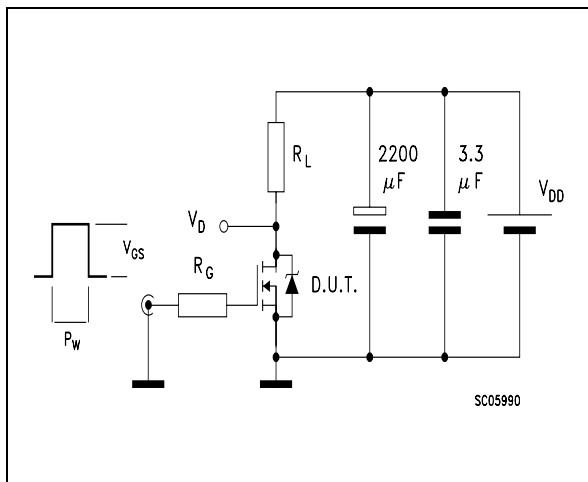 R_L
2200
μF
3.3
μF
V_DD
V_D
V_GS
R_G
D.U.T.
P_W
SC05990